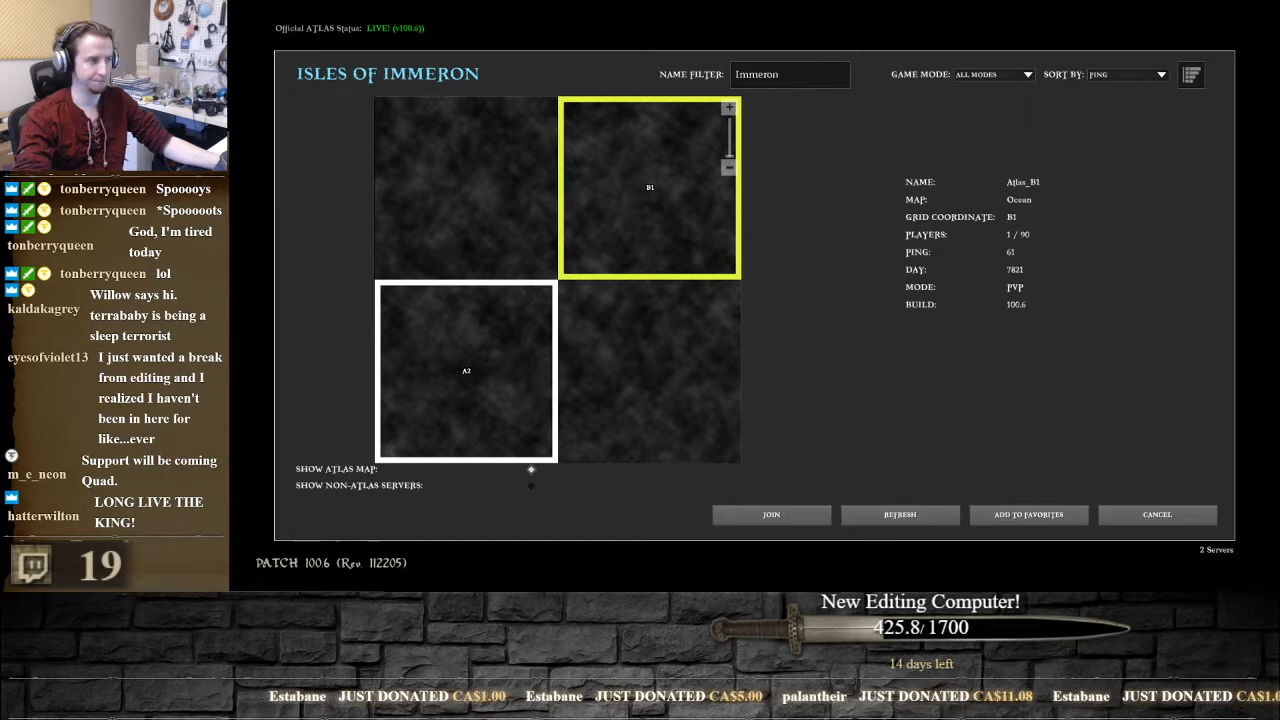 Official ATLAS Status: LIVE! (v100.6))
ISLES OF IMMERON
NAME FILTER: Immeron
GAME MODE: ALL MODES
SORT BY: PING
B1
A2
NAME: Atlas_B1
MAP: Ocean
GRID COORDINATE: B1
PLAYERS: 1 / 90
PING: 61
DAY: 7821
MODE: PVP
BUILD: 100.6
SHOW ATLAS MAP:
SHOW NON-ATLAS SERVERS:
JOIN
REFRESH
ADD TO FAVORITES
CANCEL
2 Servers
PATCH 100.6 (Rev. 112205)
tonberryqueen Spooooys
tonberryqueen *Spooooots
tonberryqueen God, I'm tired
today
tonberryqueen lol
kaldakagrey Willow says hi.
terrababy is being a
sleep terrorist
eyesofviolet13 I just wanted a break
from editing and I
realized I haven't
been in here for
like...ever
m_c_neon Support will be coming
Quad.
hatterwilton LONG LIVE THE
KING!
19
New Editing Computer!
425.8/1700
14 days left
Estabane JUST DONATED CA$1.00 Estabane JUST DONATED CA$5.00 palantheir JUST DONATED CA$11.08 Estabane JUST DONATED CA$1.0